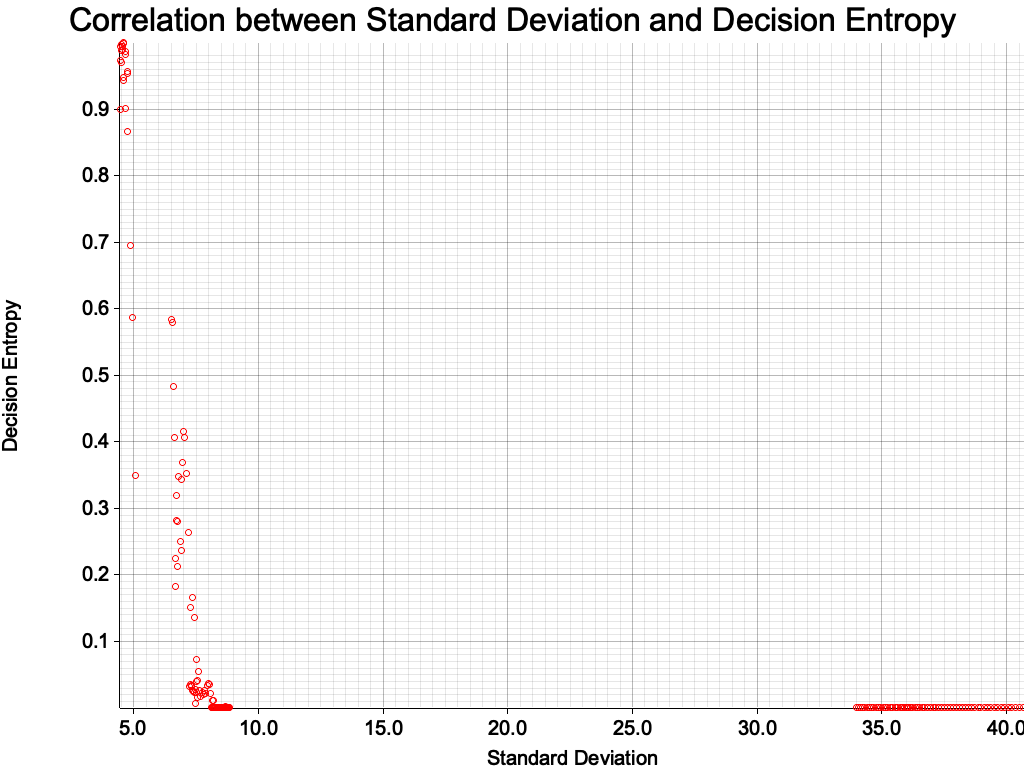 Correlation between Standard Deviation and Decision Entropy
0.9
0.8
0.7
0.6
0.5
0.4
0.3
0.2
0.1
Decision Entropy
5.0 10.0 15.0 20.0 25.0 30.0 35.0 40.0
Standard Deviation